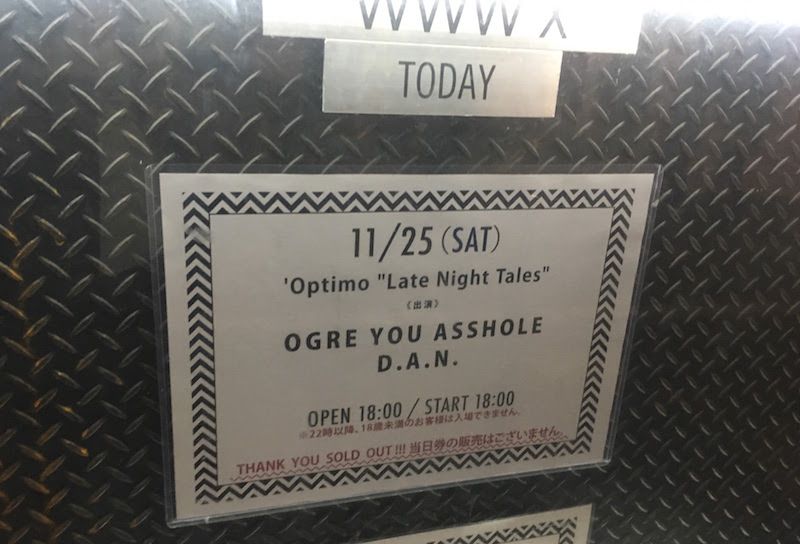 WWW X
TODAY
11/25 (SAT)
'Optimo "Late Night Tales"
《出演》
OGRE YOU ASSHOLE
D.A.N.
OPEN 18:00 / START 18:00
※22時以降、18歳未満のお客様は入場できません。
THANK YOU SOLD OUT!!! 当日券の販売はございません。